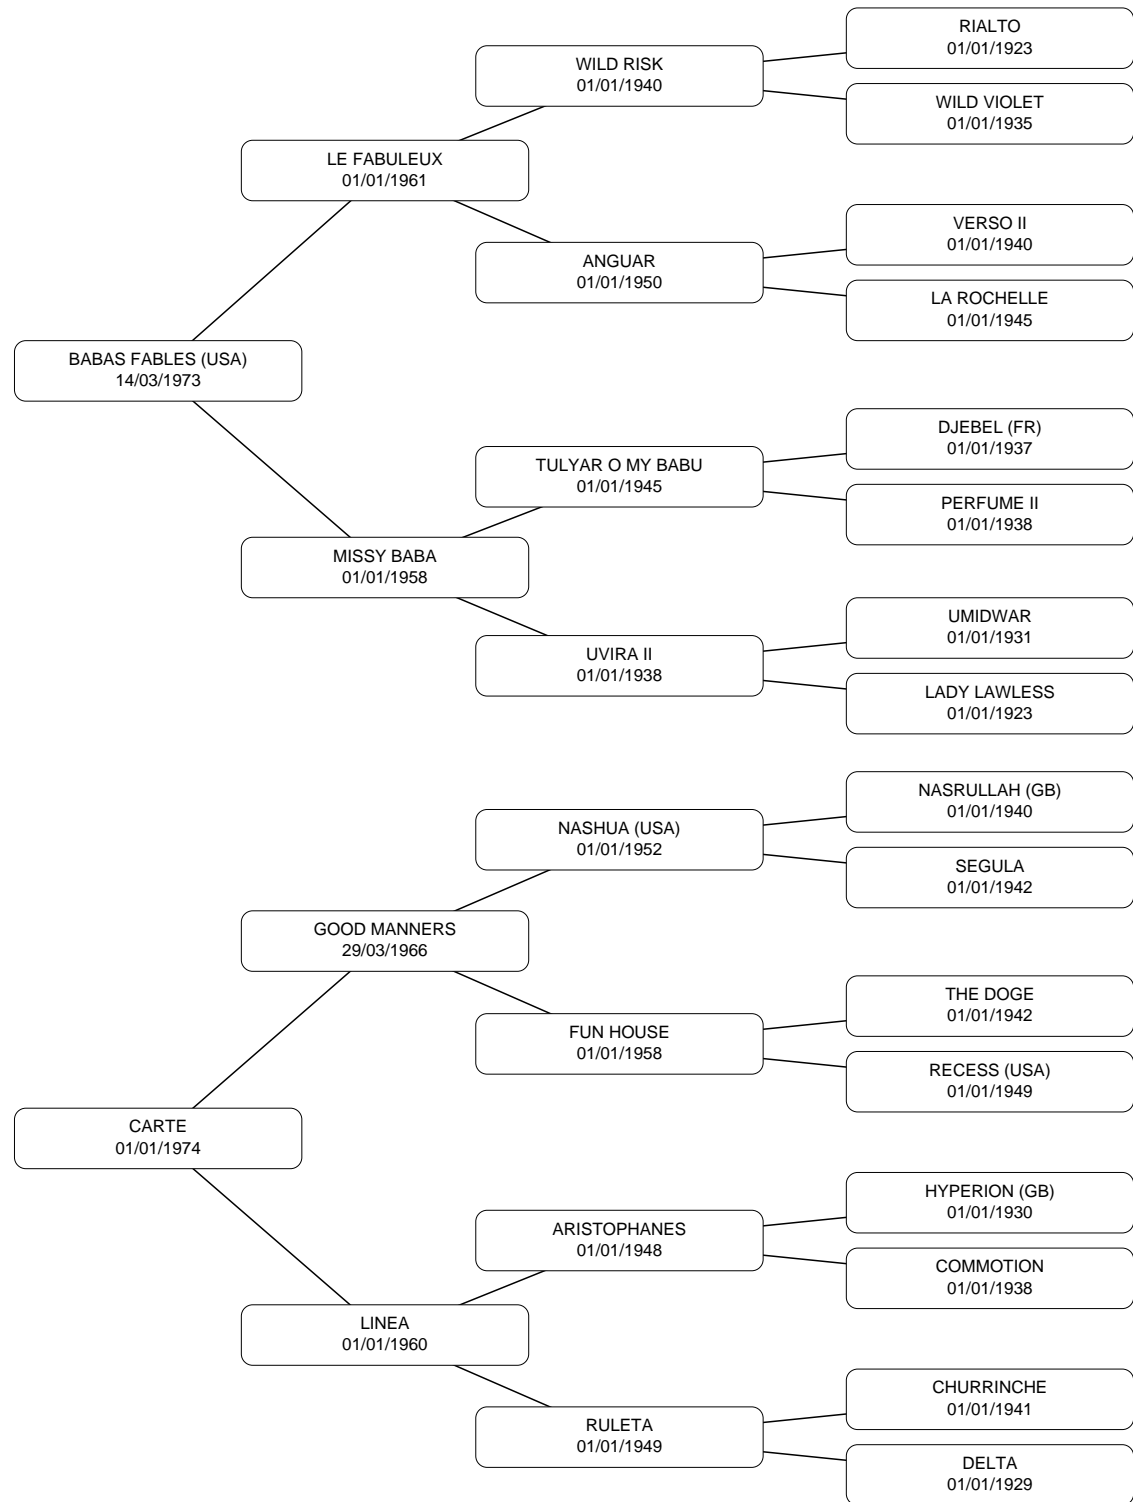 RIALTO
01/01/1923
WILD RISK
01/01/1940
WILD VIOLET
01/01/1935
LE FABULEUX
01/01/1961
VERSO II
01/01/1940
ANGUAR
01/01/1950
LA ROCHELLE
01/01/1945
BABAS FABLES (USA)
14/03/1973
DJEBEL (FR)
01/01/1937
TULYAR O MY BABU
01/01/1945
PERFUME II
01/01/1938
MISSY BABA
01/01/1958
UMIDWAR
01/01/1931
UVIRA II
01/01/1938
LADY LAWLESS
01/01/1923
NASRULLAH (GB)
01/01/1940
NASHUA (USA)
01/01/1952
SEGULA
01/01/1942
GOOD MANNERS
29/03/1966
THE DOGE
01/01/1942
FUN HOUSE
01/01/1958
RECESS (USA)
01/01/1949
CARTE
01/01/1974
HYPERION (GB)
01/01/1930
ARISTOPHANES
01/01/1948
COMMOTION
01/01/1938
LINEA
01/01/1960
CHURRINCHE
01/01/1941
RULETA
01/01/1949
DELTA
01/01/1929